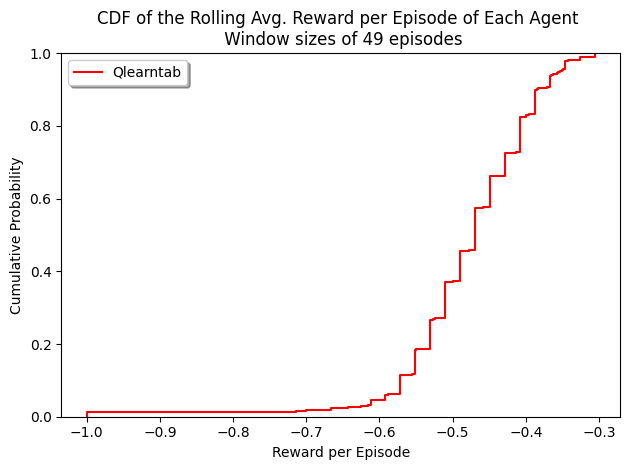 CDF of the Rolling Avg. Reward per Episode of Each Agent
Window sizes of 49 episodes
Qlearntab
Cumulative Probability
1.0
0.8
0.6
0.4
0.2
0.0
−1.0 −0.9 −0.8 −0.7 −0.6 −0.5 −0.4 −0.3
Reward per Episode